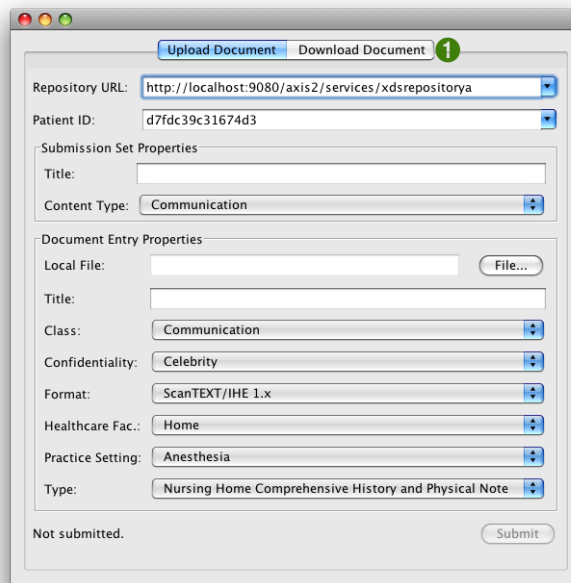 Upload Document Download Document 1
Repository URL: http://localhost:9080/axis2/services/xdsrepositorya
Patient ID: d7fdc39c31674d3
Submission Set Properties
Title:
Content Type: Communication
Document Entry Properties
Local File: File...
Title:
Class: Communication
Confidentiality: Celebrity
Format: ScanTEXT/IHE 1.x
Healthcare Fac.: Home
Practice Setting: Anesthesia
Type: Nursing Home Comprehensive History and Physical Note
Not submitted. Submit